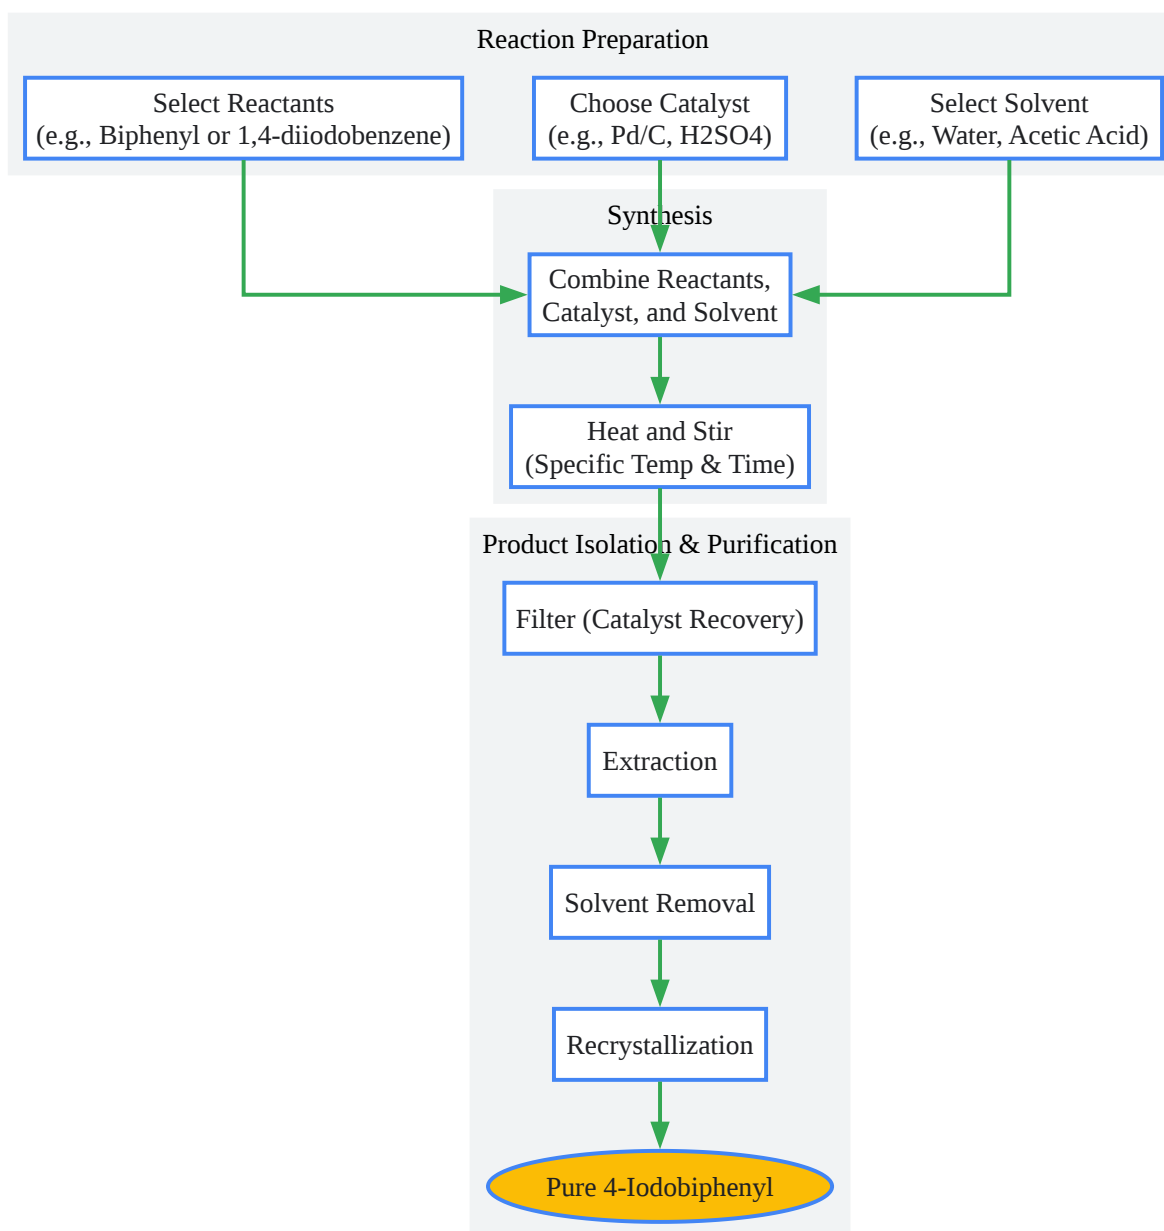 Reaction Preparation
Select Reactants
(e.g., Biphenyl or 1,4-diiodobenzene)
Choose Catalyst
(e.g., Pd/C, H2SO4)
Select Solvent
(e.g., Water, Acetic Acid)
Synthesis
Combine Reactants,
Catalyst, and Solvent
Heat and Stir
(Specific Temp & Time)
Product Isolation & Purification
Filter (Catalyst Recovery)
Extraction
Solvent Removal
Recrystallization
Pure 4-Iodobiphenyl